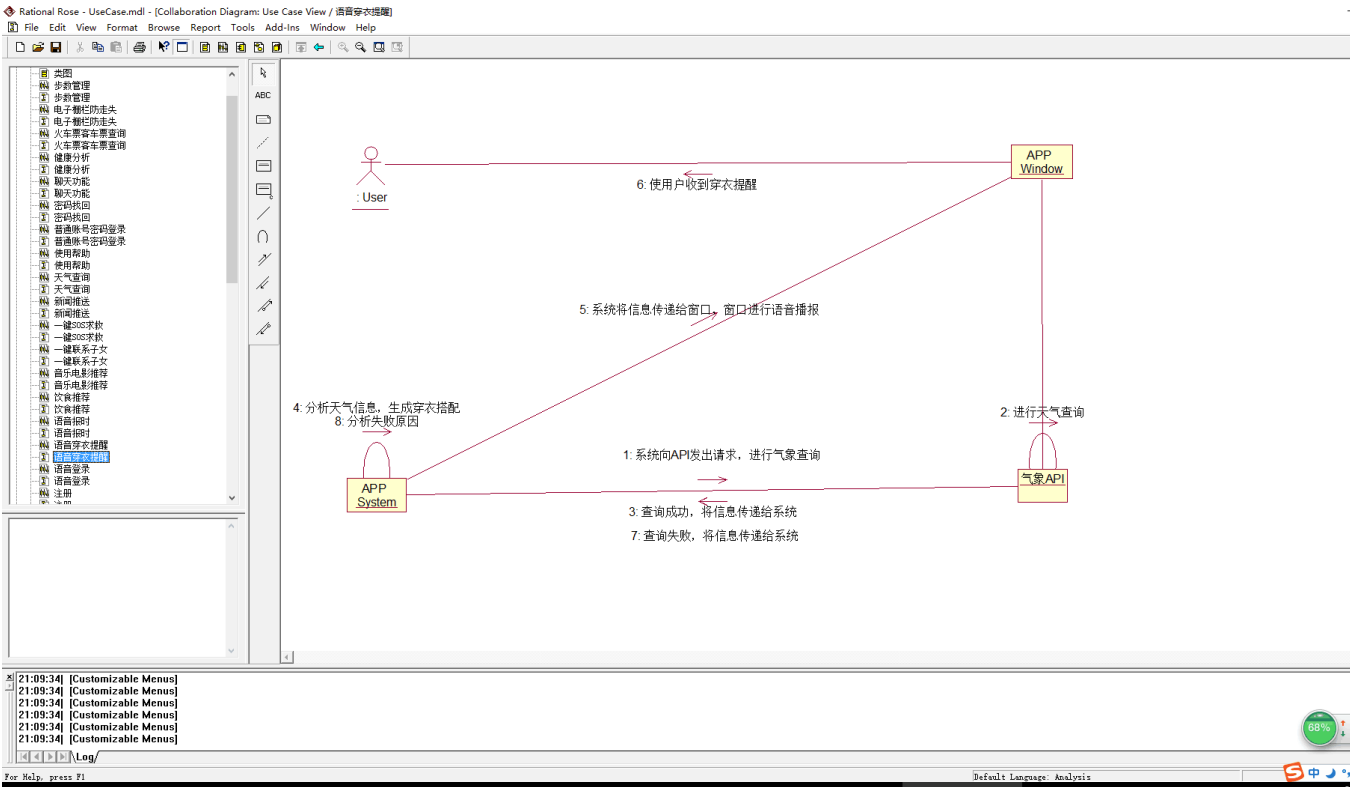 Rational Rose - UseCase.mdl - [Collaboration Diagram: Use Case View / 语音穿衣提醒]
File Edit View Format Browse Report Tools Add-Ins Window Help
类图
步数管理
步数管理
电子栅栏防走失
电子栅栏防走失
火车票客车票查询
火车票客车票查询
健康分析
健康分析
聊天功能
聊天功能
密码找回
密码找回
普通账号密码登录
普通账号密码登录
使用帮助
使用帮助
天气查询
天气查询
新闻推送
新闻推送
一键SOS求救
一键SOS求救
一键联系子女
一键联系子女
音乐电影推荐
音乐电影推荐
饮食推荐
饮食推荐
语音报时
语音报时
语音穿衣提醒
语音穿衣提醒
语音登录
语音登录
注册
ABC
: User
APP
Window
6: 使用户收到穿衣提醒
5: 系统将信息传递给窗口，窗口进行语音播报
4: 分析天气信息，生成穿衣搭配
8: 分析失败原因
2: 进行天气查询
1: 系统向API发出请求，进行气象查询
APP
System
气象API
3: 查询成功，将信息传递给系统
7: 查询失败，将信息传递给系统
21:09:34| [Customizable Menus]
21:09:34| [Customizable Menus]
21:09:34| [Customizable Menus]
21:09:34| [Customizable Menus]
21:09:34| [Customizable Menus]
21:09:34| [Customizable Menus]
Log
68%
For Help, press F1
Default Language: Analysis
中